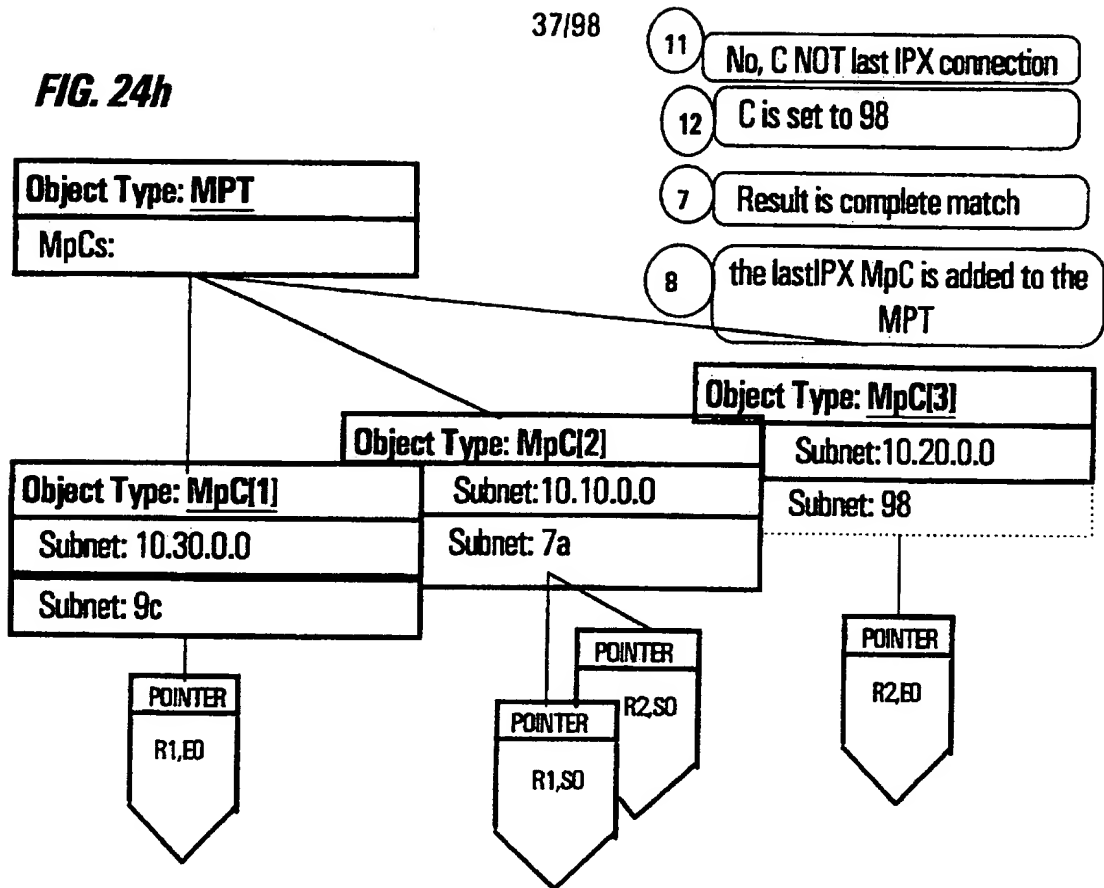 37/98
FIG. 24h
11
No, C NOT last IPX connection
12
C is set to 98
7
Result is complete match
8
the lastIPX MpC is added to the
MPT
Object Type: MPT
MpCs:
Object Type: MpC[3]
Subnet:10.20.0.0
Subnet: 98
Object Type: MpC[2]
Subnet:10.10.0.0
Subnet: 7a
Object Type: MpC[1]
Subnet: 10.30.0.0
Subnet: 9c
POINTER
R1,E0
POINTER
R1,S0
POINTER
R2,S0
POINTER
R2,E0